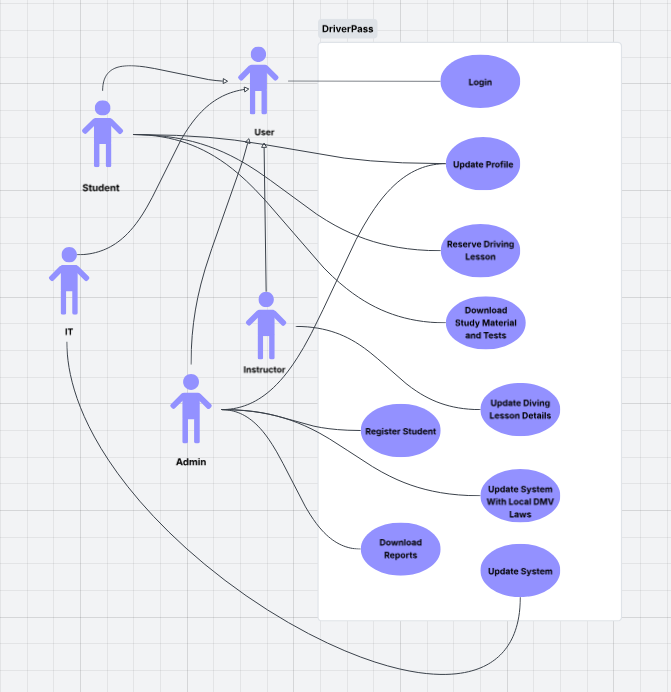 DriverPass
Login
User
Update Profile
Student
Reserve Driving
Lesson
Download
Study Material
and Tests
IT
Instructor
Update Diving
Lesson Details
Register Student
Admin
Update System
With Local DMV
Laws
Download
Reports
Update System